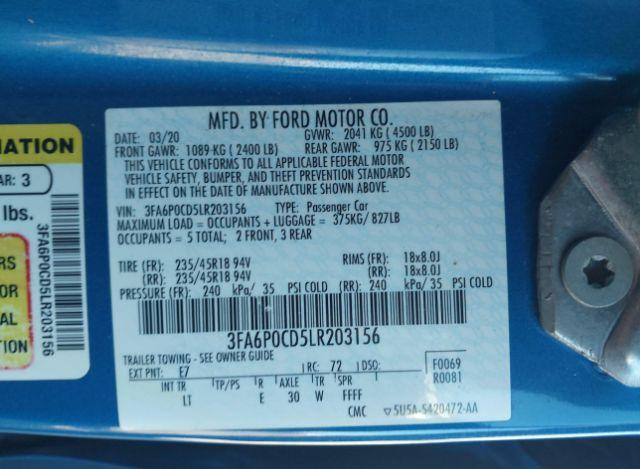 MFD. BY FORD MOTOR CO.
DATE: 03/20 GVWR: 2041 KG ( 4500 LB)
FRONT GAWR: 1089 KG ( 2400 LB) REAR GAWR: 975 KG ( 2150 LB)
THIS VEHICLE CONFORMS TO ALL APPLICABLE FEDERAL MOTOR
VEHICLE SAFETY, BUMPER, AND THEFT PREVENTION STANDARDS
IN EFFECT ON THE DATE OF MANUFACTURE SHOWN ABOVE.
VIN: 3FA6P0CD5LR203156 TYPE: Passenger Car
MAXIMUM LOAD = OCCUPANTS + LUGGAGE = 375KG/ 827LB
OCCUPANTS = 5 TOTAL; 2 FRONT, 3 REAR
TIRE (FR): 235/45R18 94V RIMS (FR): 18x8.0J
(RR): 235/45R18 94V (RR): 18x8.0J
PRESSURE (FR): 240 kPa/ 35 PSI COLD (RR): 240 kPa/ 35 PSI COLD
3FA6P0CD5LR203156
TRAILER TOWING - SEE OWNER GUIDE
EXT PNT: E7 RC: 72 DSO: F0069
R0081
INT TR TP/PS R AXLE TR SPR
LT E 30 W FFFF
CMC 5U5A-5420472-AA
MATION
AR: 3
lbs.
3FA6P0CD5LR203156
ERS
OR
AL
TION